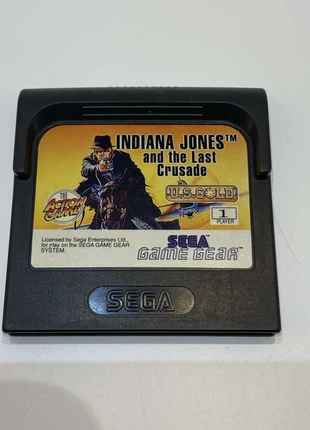 INDIANA JONES™
and the Last
Crusade
U.S. GOLD
THE
ACTION
GAME
1
PLAYER
Licensed by Sega Enterprises Ltd.
for play on the SEGA GAME GEAR
SYSTEM.
SEGA
GAME GEAR
SEGA